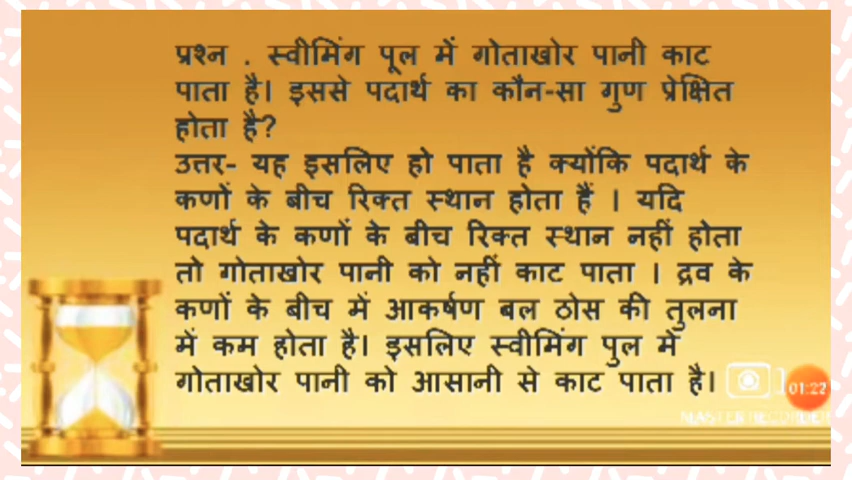 प्रश्न . स्वीमिंग पूल में गोताखोर पानी काट
पाता है। इससे पदार्थ का कौन-सा गुण प्रेक्षित
होता है?
उत्तर- यह इसलिए हो पाता है क्योंकि पदार्थ के
कणों के बीच रिक्त स्थान होता हैं । यदि
पदार्थ के कणों के बीच रिक्त स्थान नहीं होता
तो गोताखोर पानी को नहीं काट पाता । द्रव के
कणों के बीच में आकर्षण बल ठोस की तुलना
में कम होता है। इसलिए स्वीमिंग पुल में
गोताखोर पानी को आसानी से काट पाता है।
01:22
MASTER RECORDER